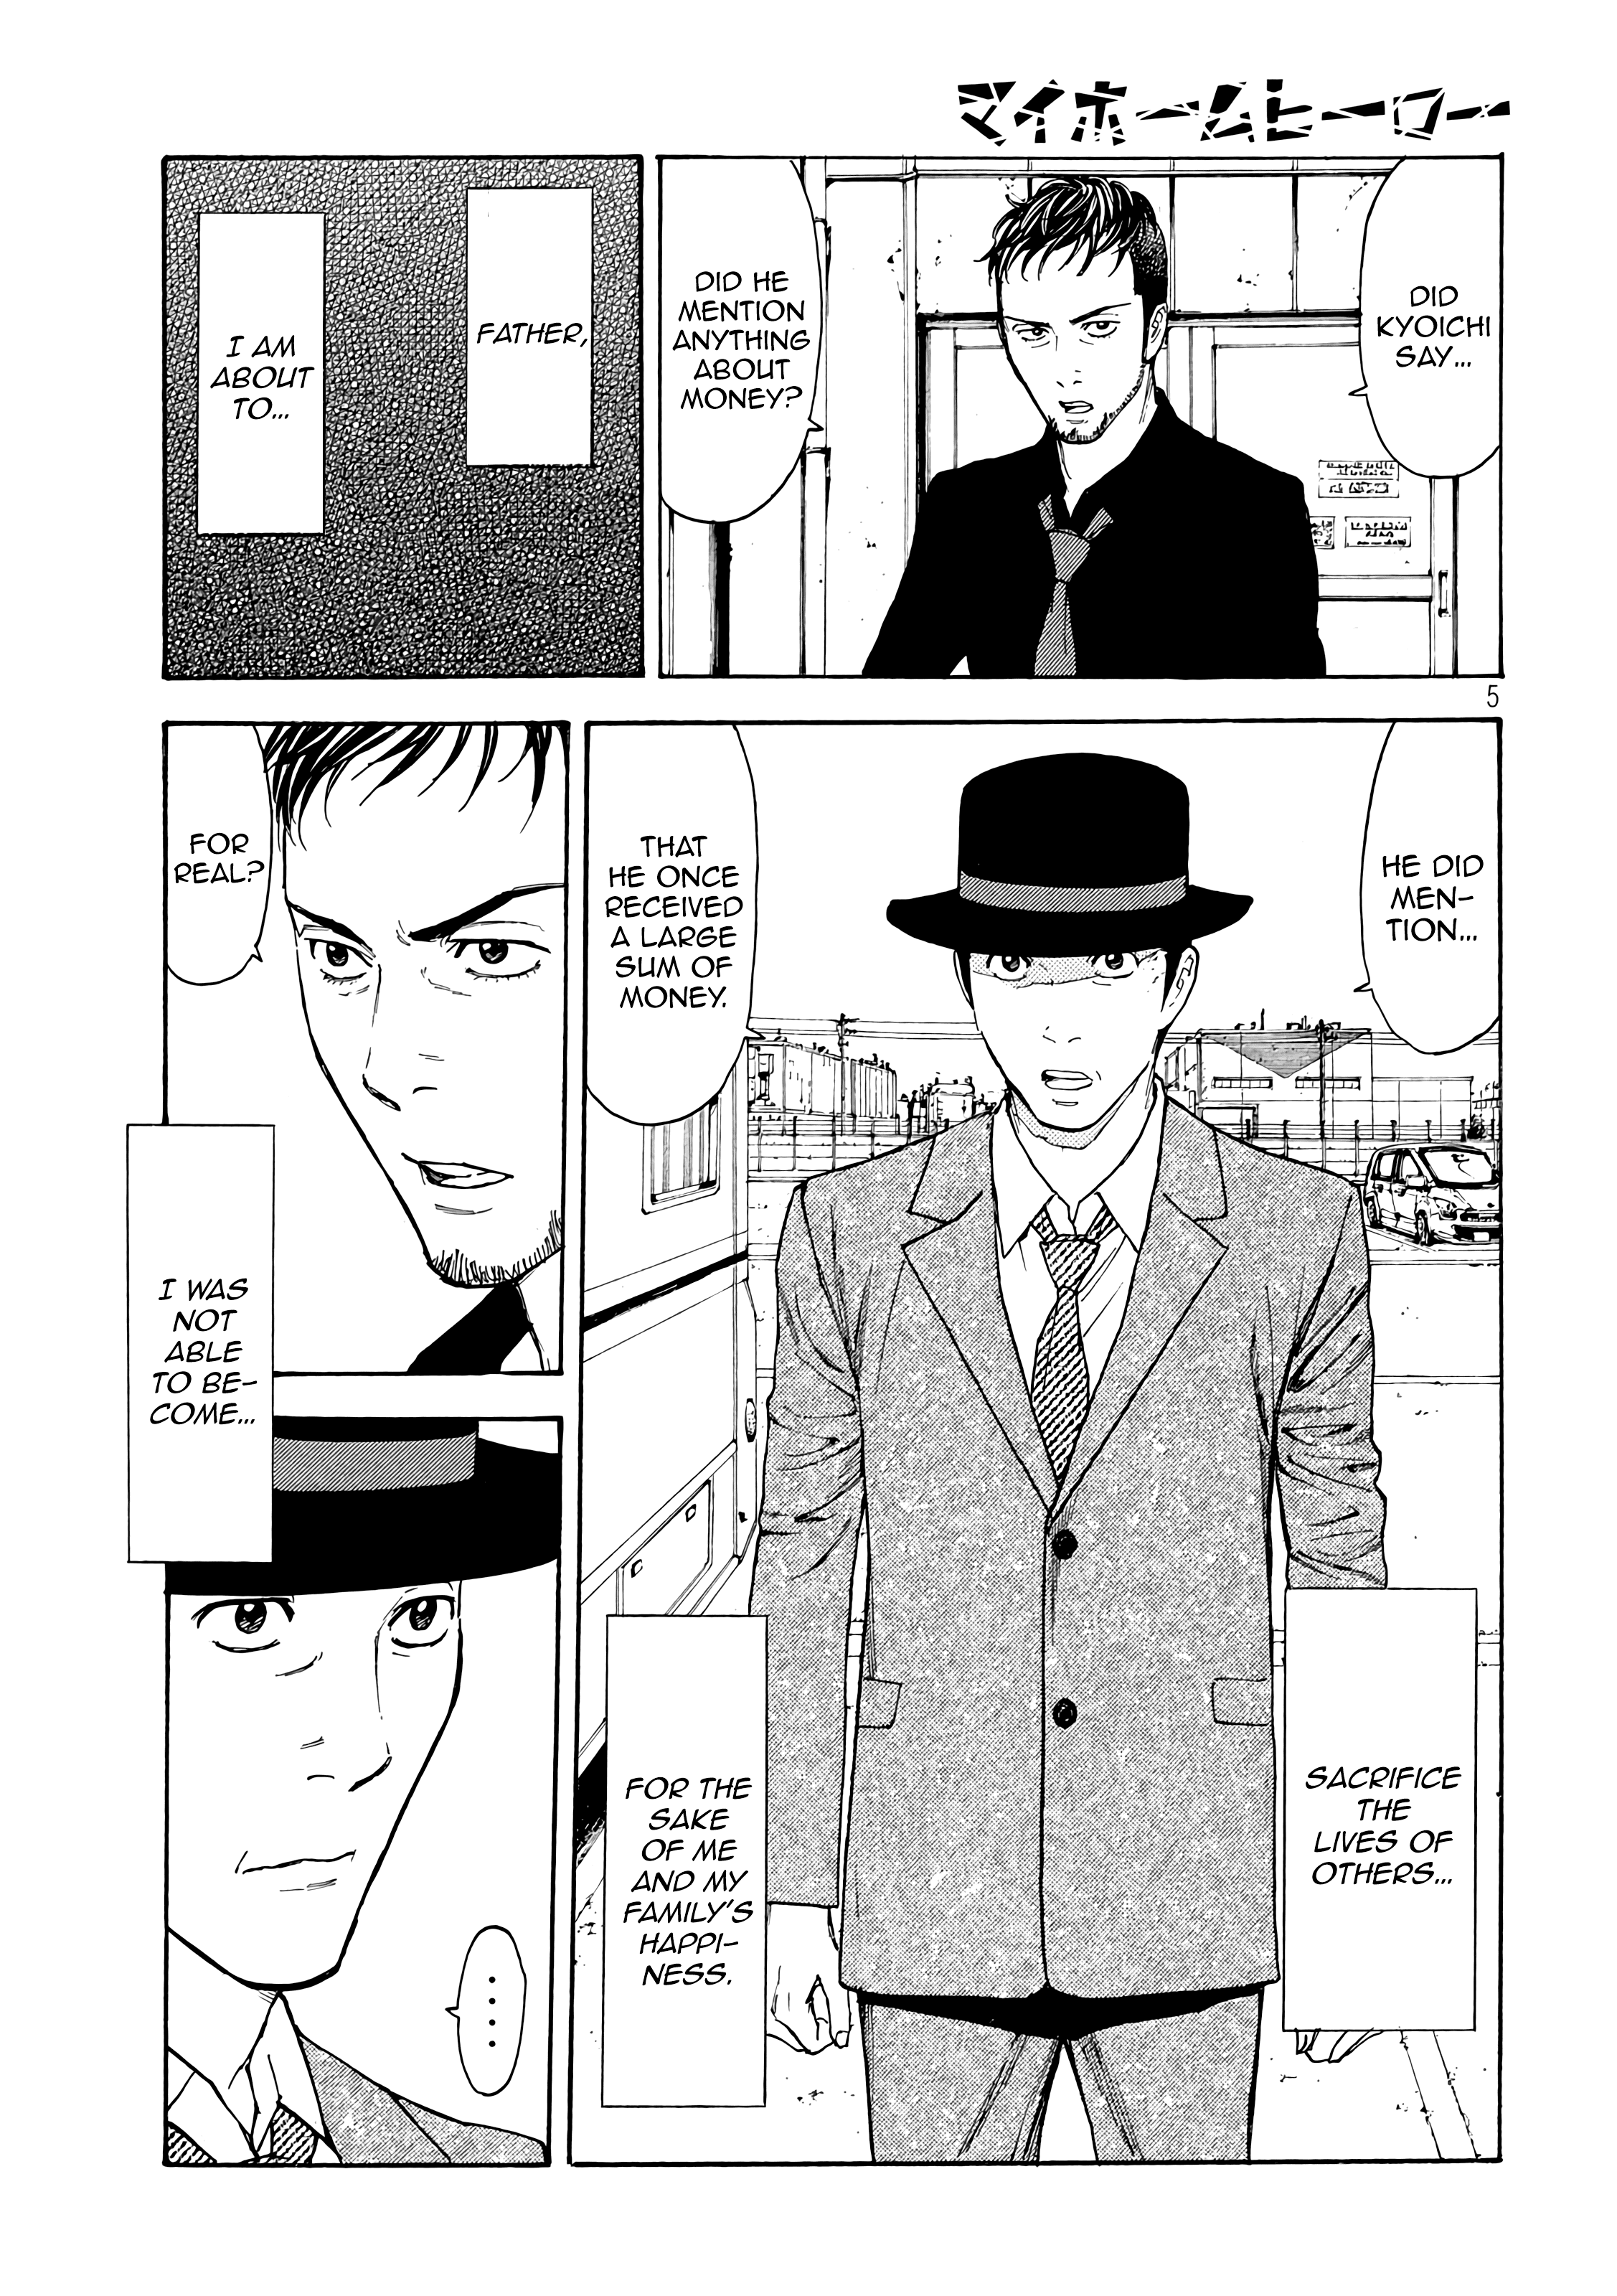 マイホームヒーロー
DID
KYOICHI
SAY...
DID HE
MENTION
ANYTHING
ABOUT
MONEY?
FATHER,
I AM
ABOUT
TO...
5
HE DID
MEN-
TION...
THAT
HE ONCE
RECEIVED
A LARGE
SUM OF
MONEY.
SACRIFICE
THE
LIVES OF
OTHERS...
FOR THE
SAKE
OF ME
AND MY
FAMILY'S
HAPPI-
NESS.
FOR
REAL?
I WAS
NOT
ABLE
TO BE-
COME...
....